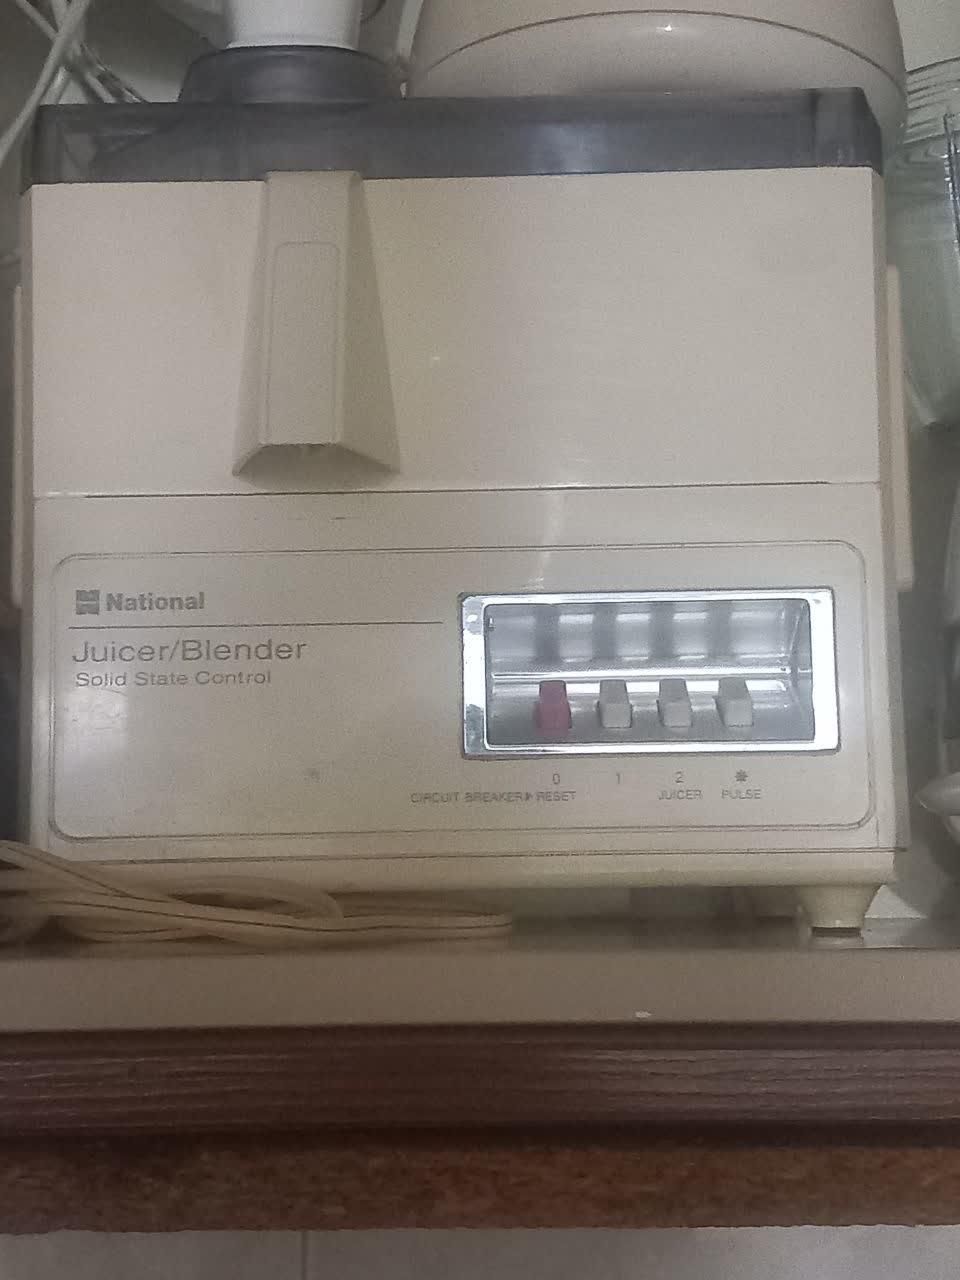 National
Juicer/Blender
Solid State Control
0 1 2 ✷
CIRCUIT BREAKER▶RESET JUICER PULSE